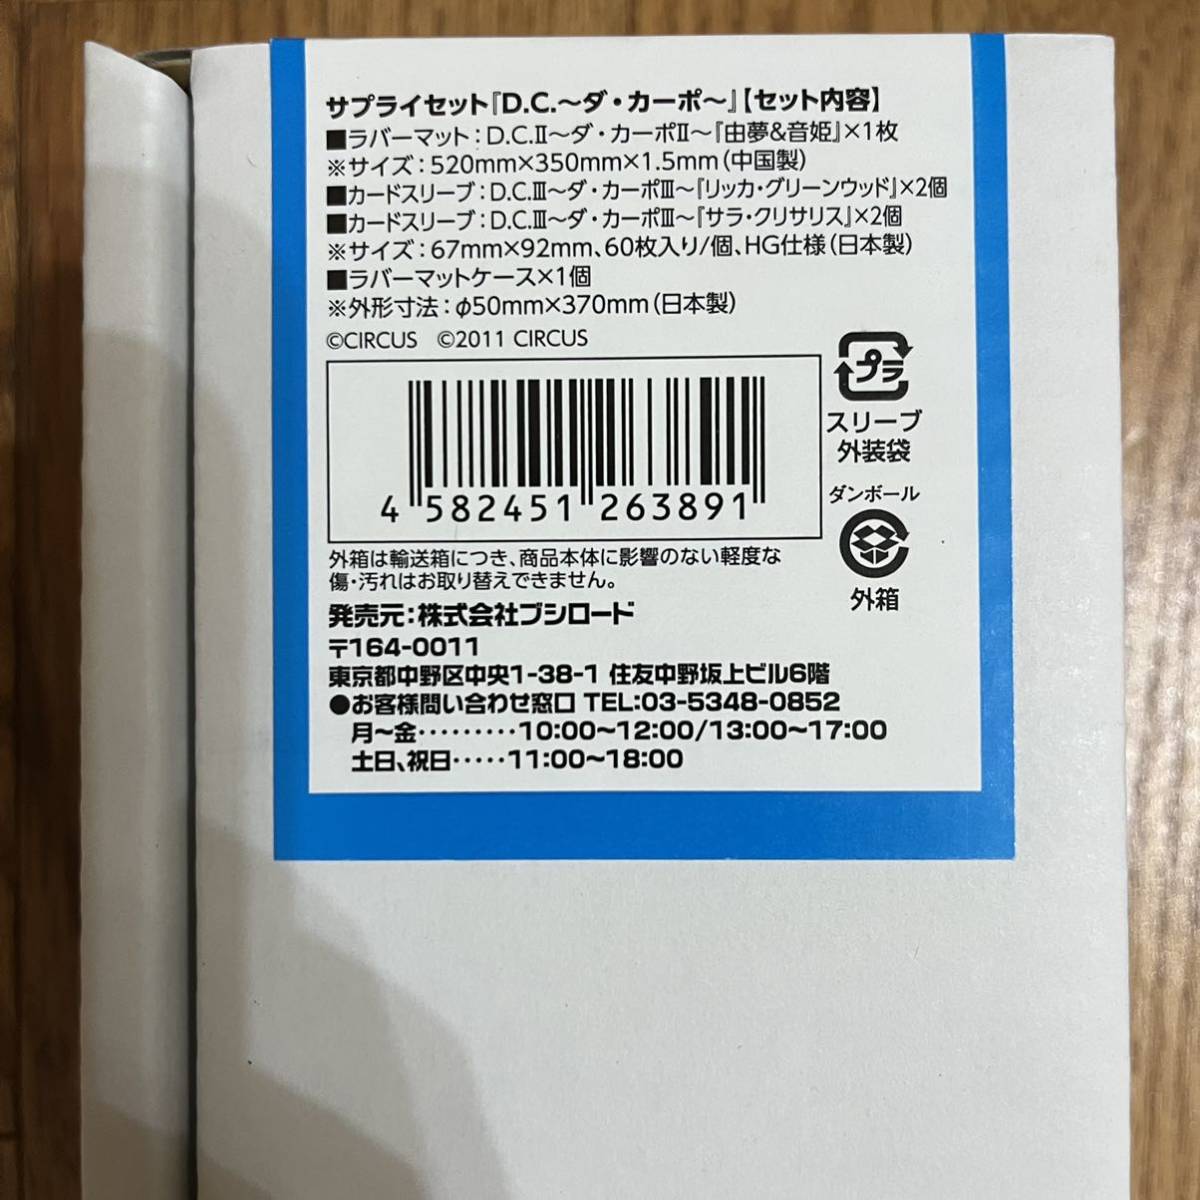 サプライセット『D.C.～ダ・カーポ～』【セット内容】
■ラバーマット：D.C.Ⅱ～ダ・カーポⅡ～『由夢&音姫』×1枚
※サイズ：520mm×350mm×1.5mm（中国製）
■カードスリーブ：D.C.Ⅲ～ダ・カーポⅢ～『リッカ・グリーンウッド』×2個
■カードスリーブ：D.C.Ⅲ～ダ・カーポⅢ～『サラ・クリサリス』×2個
※サイズ：67mm×92mm、60枚入り/個、HG仕様（日本製）
■ラバーマットケース×1個
※外形寸法：φ50mm×370mm（日本製）
©CIRCUS ©2011 CIRCUS
4 582451 263891
プラ
スリーブ
外装袋
ダンボール
外箱
外箱は輸送箱につき、商品本体に影響のない軽度な
傷・汚れはお取り替えできません。
発売元：株式会社ブシロード
〒164-0011
東京都中野区中央1-38-1 住友中野坂上ビル6階
●お客様問い合わせ窓口 TEL:03-5348-0852
月～金･････････10:00～12:00/13:00～17:00
土日、祝日･････11:00～18:00